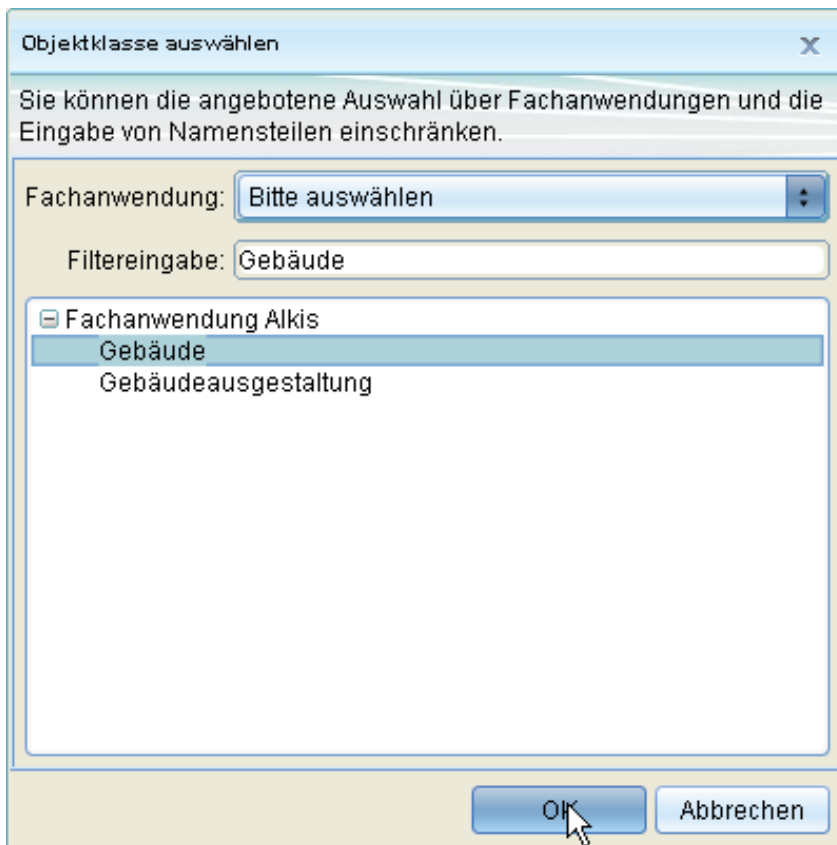 Objektklasse auswählen
Sie können die angebotene Auswahl über Fachanwendungen und die
Eingabe von Namensteilen einschränken.
Fachanwendung: Bitte auswählen
Filtereingabe: Gebäude
Fachanwendung Alkis
Gebäude
Gebäudeausgestaltung
OK Abbrechen